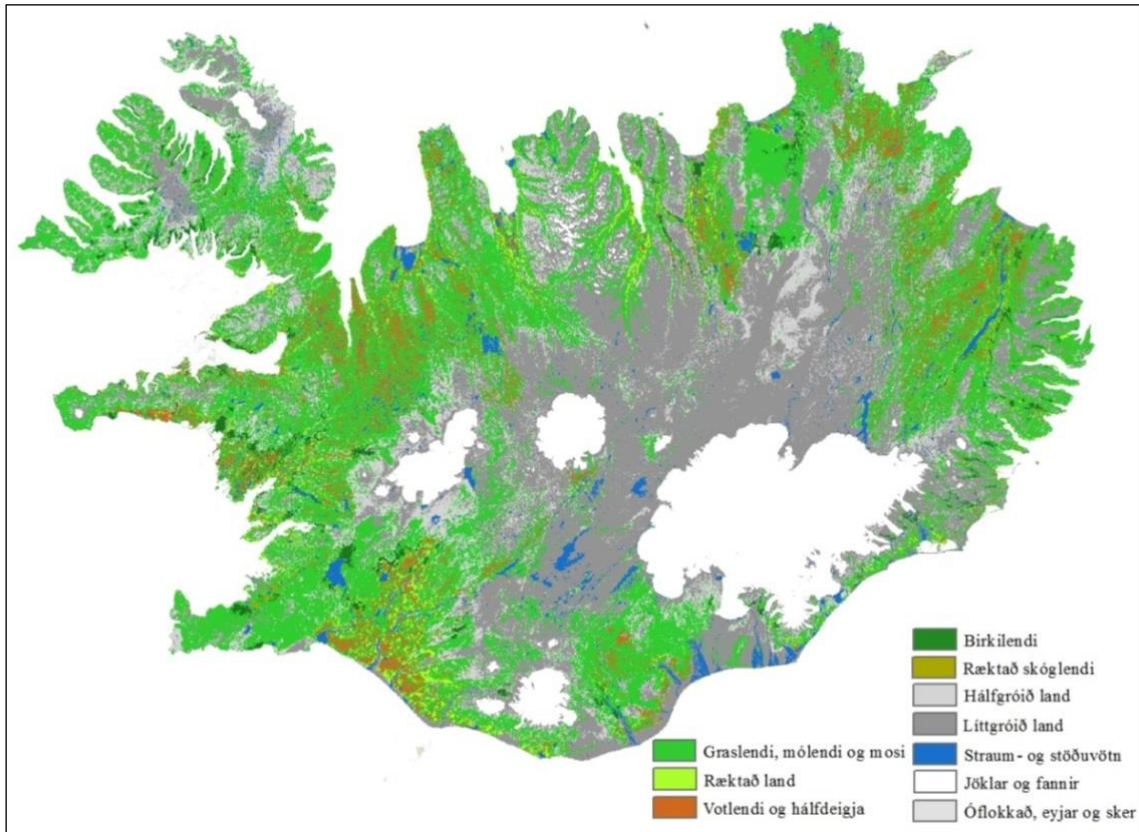 Graslendi, mólendi og mosi
Ræktað land
Votlendi og hálfdeigja
Birkilendi
Ræktað skóglendi
Hálfgróið land
Líttgróið land
Straum- og stöðuvötn
Jöklar og fannir
Óflokkað, eyjar og sker